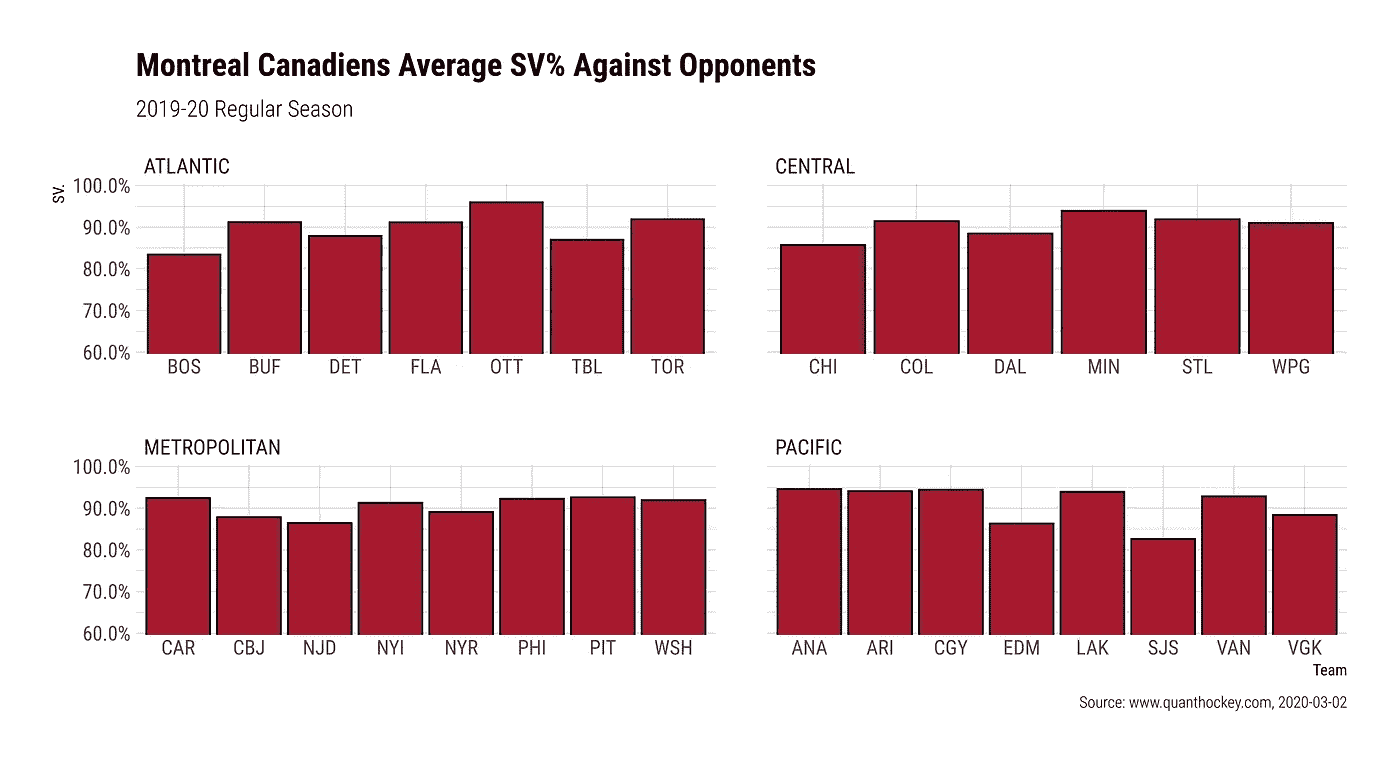 Montreal Canadiens Average SV% Against Opponents
2019-20 Regular Season
ATLANTIC
SV.
100.0%
90.0%
80.0%
70.0%
60.0%
BOS BUF DET FLA OTT TBL TOR
CENTRAL
CHI COL DAL MIN STL WPG
METROPOLITAN
100.0%
90.0%
80.0%
70.0%
60.0%
CAR CBJ NJD NYI NYR PHI PIT WSH
PACIFIC
ANA ARI CGY EDM LAK SJS VAN VGK
Team
Source: www.quanthockey.com, 2020-03-02